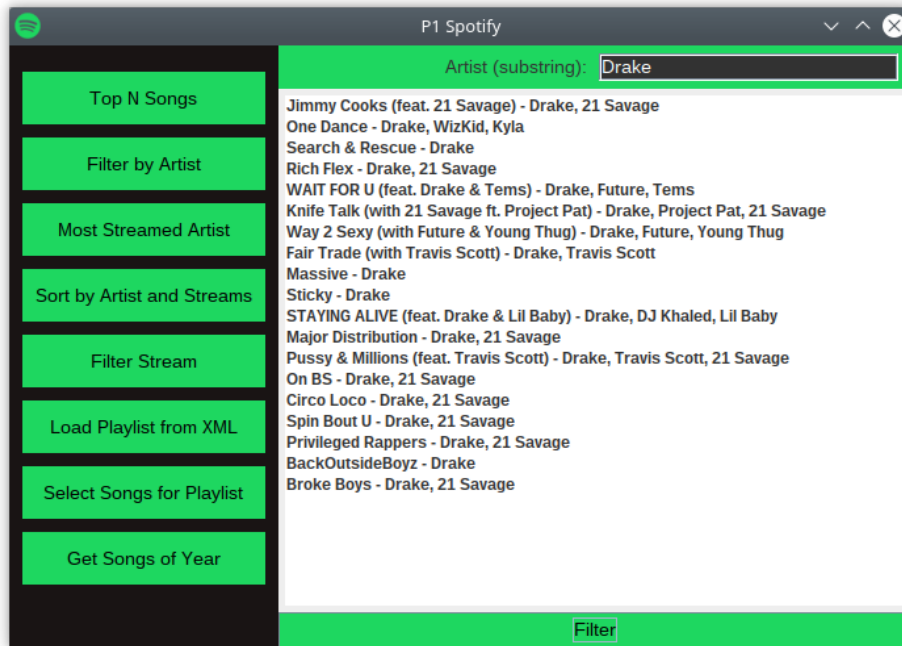 P1 Spotify
Top N Songs
Filter by Artist
Most Streamed Artist
Sort by Artist and Streams
Filter Stream
Load Playlist from XML
Select Songs for Playlist
Get Songs of Year
Artist (substring): Drake
Jimmy Cooks (feat. 21 Savage) - Drake, 21 Savage
One Dance - Drake, WizKid, Kyla
Search & Rescue - Drake
Rich Flex - Drake, 21 Savage
WAIT FOR U (feat. Drake & Tems) - Drake, Future, Tems
Knife Talk (with 21 Savage ft. Project Pat) - Drake, Project Pat, 21 Savage
Way 2 Sexy (with Future & Young Thug) - Drake, Future, Young Thug
Fair Trade (with Travis Scott) - Drake, Travis Scott
Massive - Drake
Sticky - Drake
STAYING ALIVE (feat. Drake & Lil Baby) - Drake, DJ Khaled, Lil Baby
Major Distribution - Drake, 21 Savage
Pussy & Millions (feat. Travis Scott) - Drake, Travis Scott, 21 Savage
On BS - Drake, 21 Savage
Circo Loco - Drake, 21 Savage
Spin Bout U - Drake, 21 Savage
Privileged Rappers - Drake, 21 Savage
BackOutsideBoyz - Drake
Broke Boys - Drake, 21 Savage
Filter